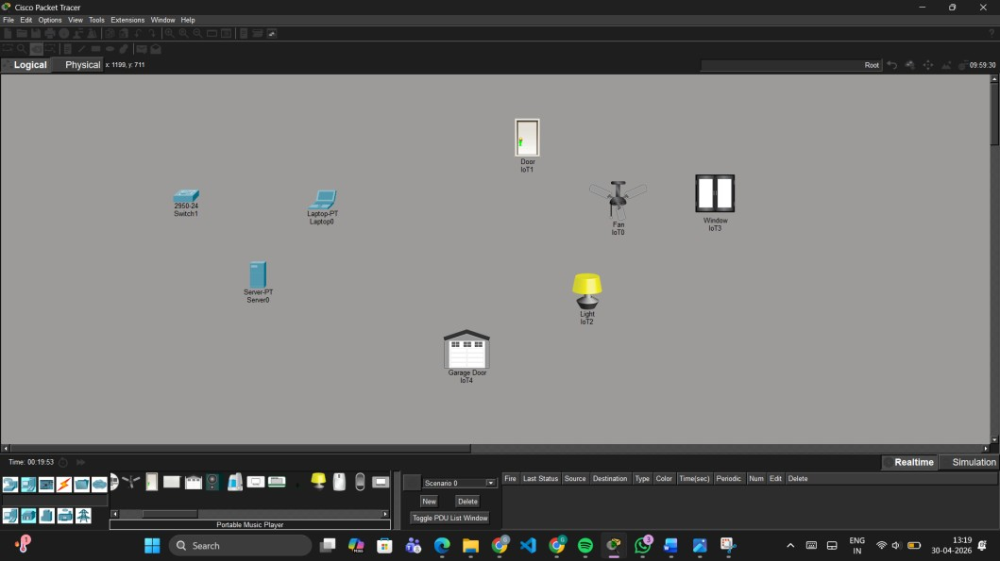 Cisco Packet Tracer
File Edit Options View Tools Extensions Window Help
Logical Physical x: 1199, y: 711 Root 09:59:30
Door
IoT1
2950-24
Switch1
Laptop-PT
Laptop0
Fan
IoT0
Window
IoT3
Server-PT
Server0
Light
IoT2
Garage Door
IoT4
Time: 00:19:53 Realtime Simulation
Scenario 0
New Delete
Toggle PDU List Window
Fire Last Status Source Destination Type Color Time(sec) Periodic Num Edit Delete
Portable Music Player
1 Search 3
ENG
IN
13:19
30-04-2026